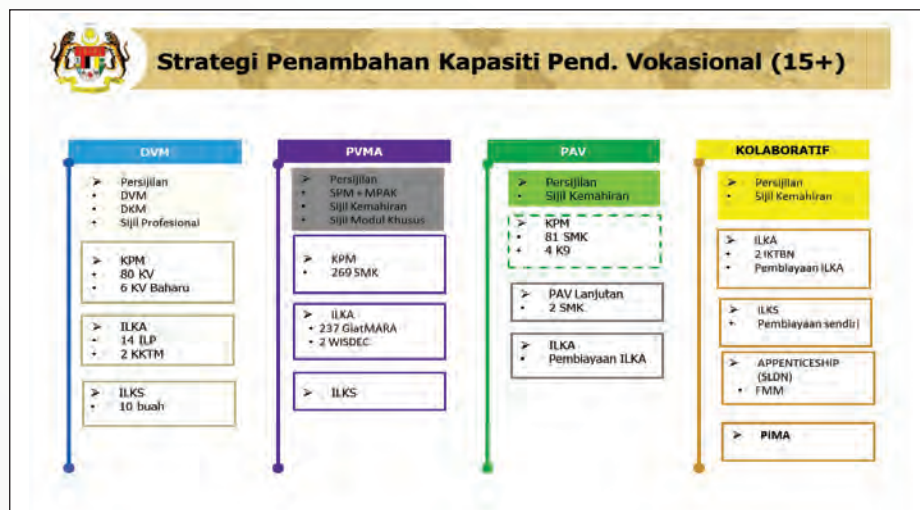 Strategi Penambahan Kapasiti Pend. Vokasional (15+)
DVM
➢ Persijilan
• DVM
• DKM
• Sijil Profesional
➢ KPM
• 80 KV
• 6 KV Baharu
➢ ILKA
• 14 ILP
• 2 KKTM
➢ ILKS
• 10 buah
PVMA
➢ Persijilan
• SPM + MPAK
• Sijil Kemahiran
• Sijil Modul Khusus
➢ KPM
• 269 SMK
➢ ILKA
• 237 GiatMARA
• 2 WISDEC
➢ ILKS
PAV
➢ Persijilan
• Sijil Kemahiran
➢ KPM
• 81 SMK
• 4 K9
➢ PAV Lanjutan
• 2 SMK
➢ ILKA
• Pembiayaan ILKA
KOLABORATIF
➢ Persijilan
• Sijil Kemahiran
➢ ILKA
• 2 IKTBN
• Pembiayaan ILKA
➢ ILKS
• Pembiayaan sendiri
➢ APPENTICESHIP
(SLDN)
• FMM
➢ PIMA